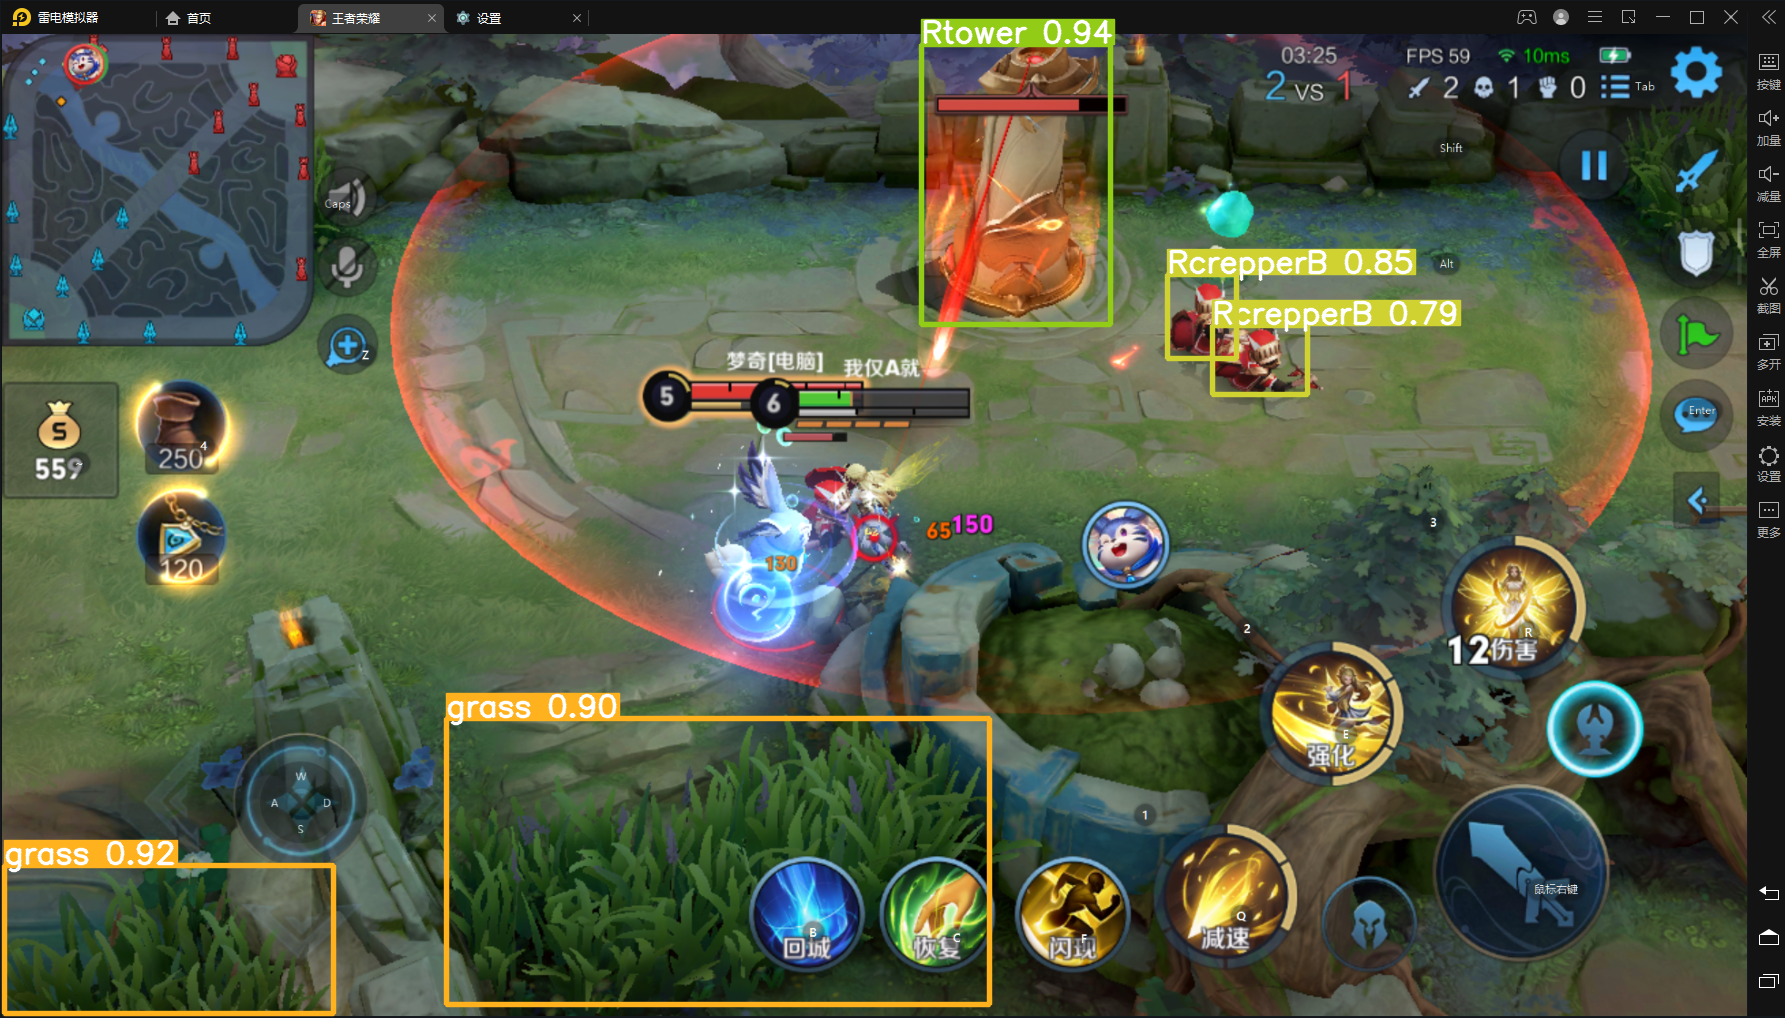 雷电模拟器
首页
王者荣耀
设置
Rtower 0.94
03:25
FPS 59
10ms
2 VS 1
2
1
0
Tab
按键
加量
减量
全屏
截图
多开
安装
设置
更多
APK
Caps
Shift
RcrepperB 0.85
Alt
RcrepperB 0.79
Z
梦奇[电脑]
我仅A就
5
6
Enter
S
559
4
250
120
65
150
130
3
2
1
R
12伤害
E
强化
W
A
D
S
grass 0.90
grass 0.92
B
回城
C
恢复
F
闪现
Q
减速
鼠标右键